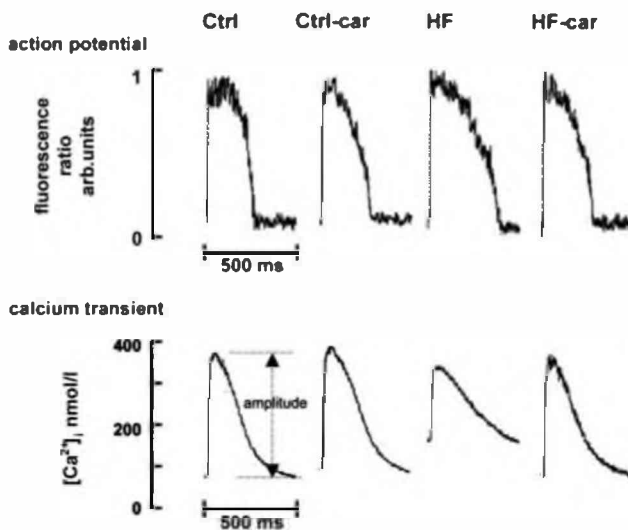 Ctrl Ctrl-car HF HF-car
action potential
1
fluorescence
ratio
arb.units
0
500 ms
calcium transient
400
amplitude
200
[Ca²⁺]ᵢ nmol/l
0
500 ms